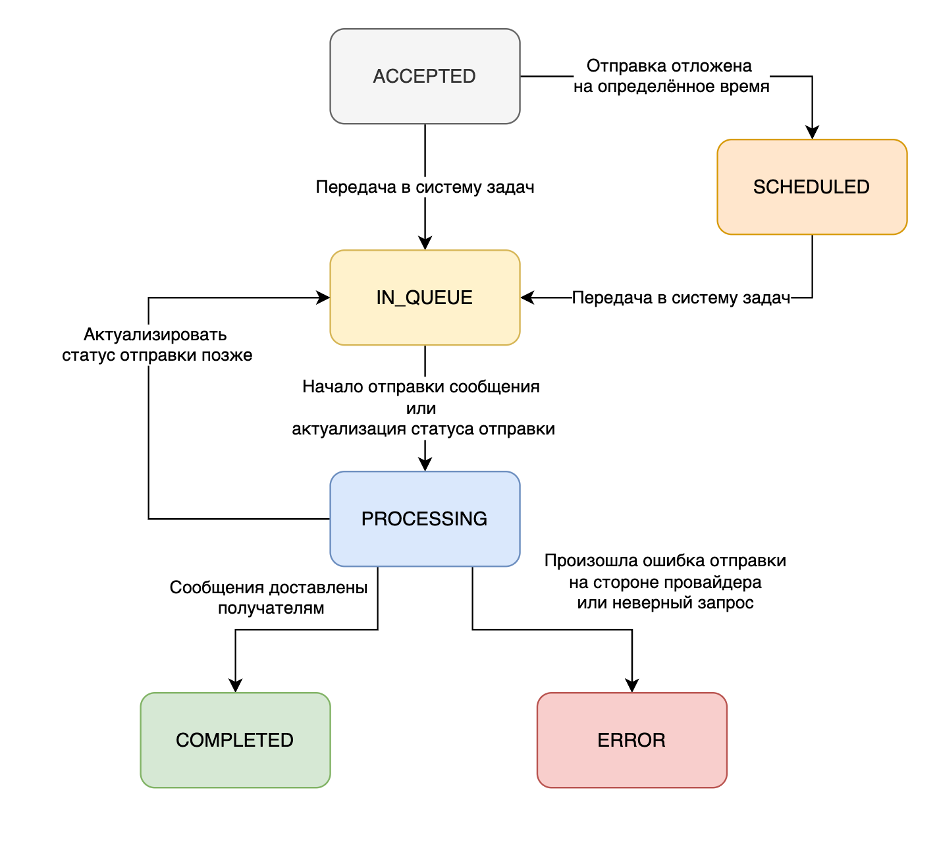 ACCEPTED
Отправка отложена
на определённое время
SCHEDULED
Передача в систему задач
IN_QUEUE
Передача в систему задач
Актуализировать
статус отправки позже
Начало отправки сообщения
или
актуализация статуса отправки
PROCESSING
Сообщения доставлены
получателям
Произошла ошибка отправки
на стороне провайдера
или неверный запрос
COMPLETED
ERROR